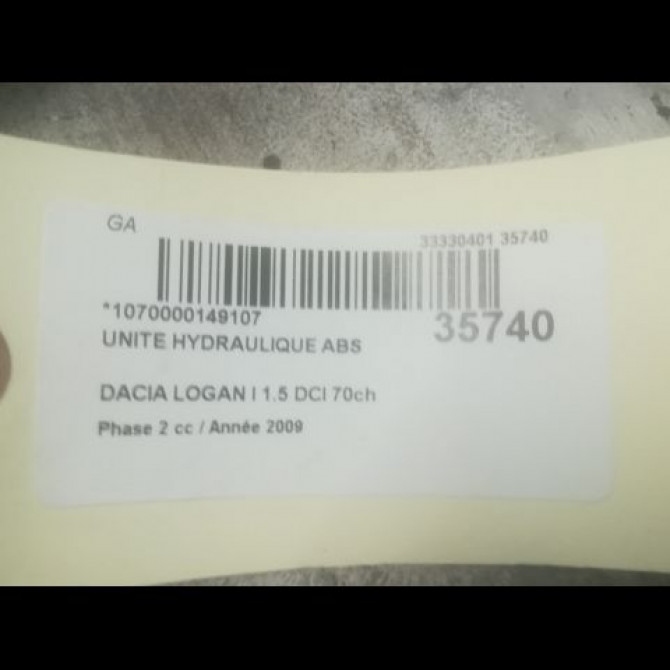 GA
33330401 35740
*1070000149107
35740
UNITE HYDRAULIQUE ABS
DACIA LOGAN I 1.5 DCI 70ch
Phase 2 cc / Année 2009